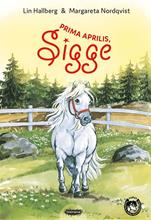 Lin Hallberg & Margareta Nordqvist
PRIMA APRILIS,
Sigge